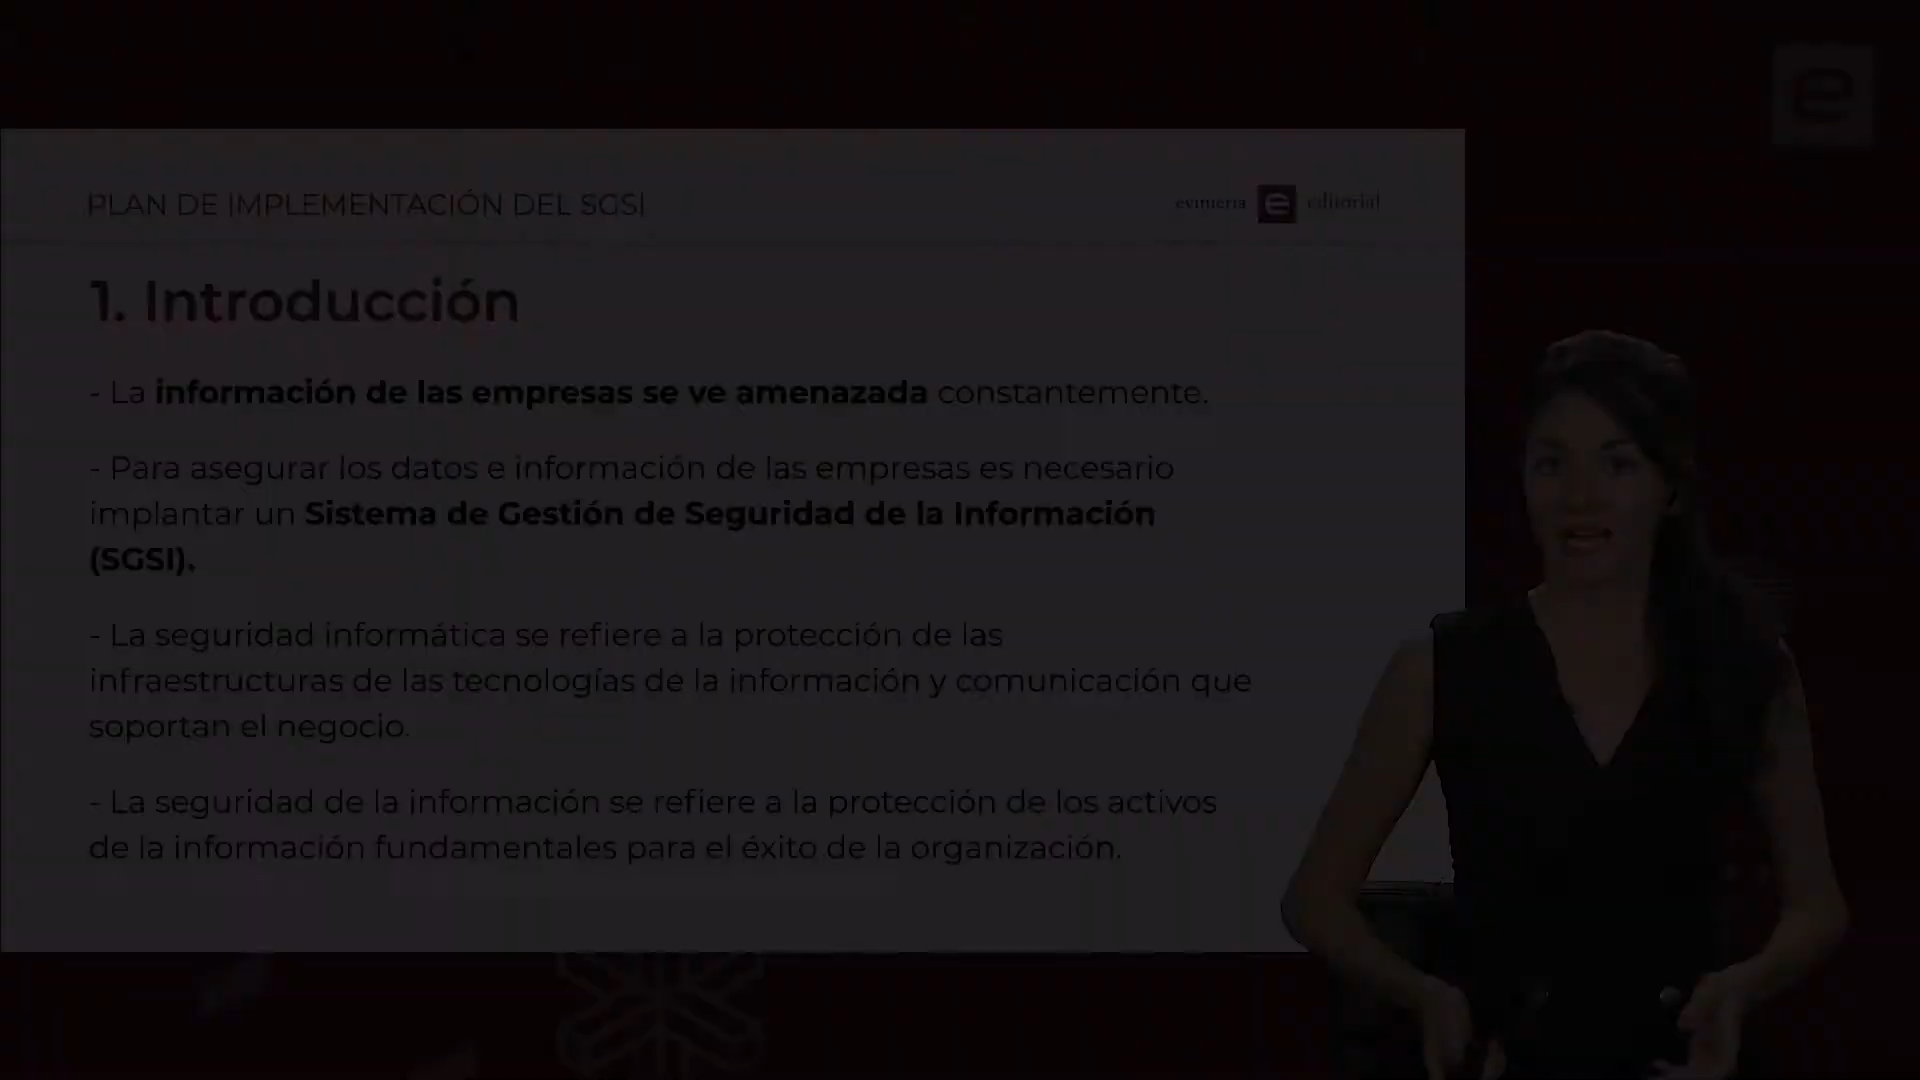 PLAN DE IMPLEMENTACIÓN DEL SGSI
evimeria e editorial
1. Introducción
- La información de las empresas se ve amenazada constantemente.
- Para asegurar los datos e información de las empresas es necesario
implantar un Sistema de Gestión de Seguridad de la Información
(SGSI).
- La seguridad informática se refiere a la protección de las
infraestructuras de las tecnologías de la información y comunicación que
soportan el negocio.
- La seguridad de la información se refiere a la protección de los activos
de la información fundamentales para el éxito de la organización.